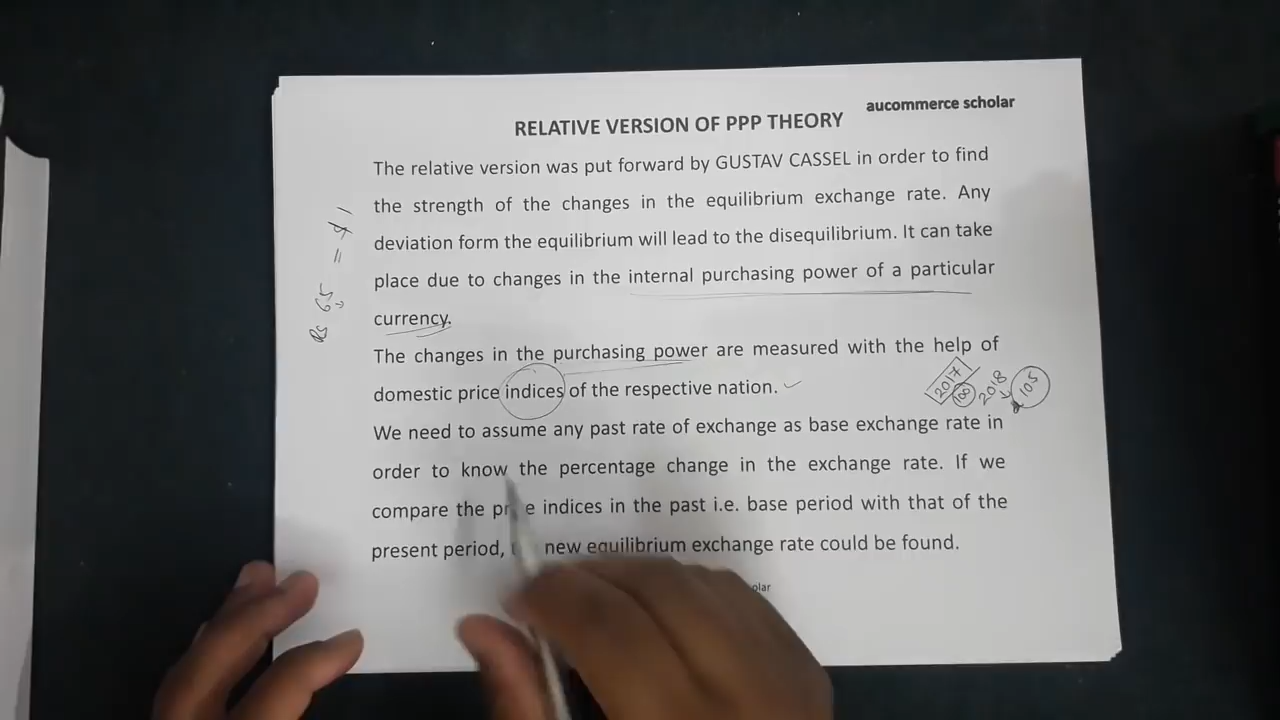 aucommerce scholar
RELATIVE VERSION OF PPP THEORY
The relative version was put forward by GUSTAV CASSEL in order to find
the strength of the changes in the equilibrium exchange rate. Any
deviation form the equilibrium will lead to the disequilibrium. It can take
place due to changes in the internal purchasing power of a particular
currency.
The changes in the purchasing power are measured with the help of
domestic price indices of the respective nation.
We need to assume any past rate of exchange as base exchange rate in
order to know the percentage change in the exchange rate. If we
compare the indices in the past i.e. base period with that of the
present period, new equilibrium exchange rate could be found.
Rs 65 = $ 1
2017
100
2018
105